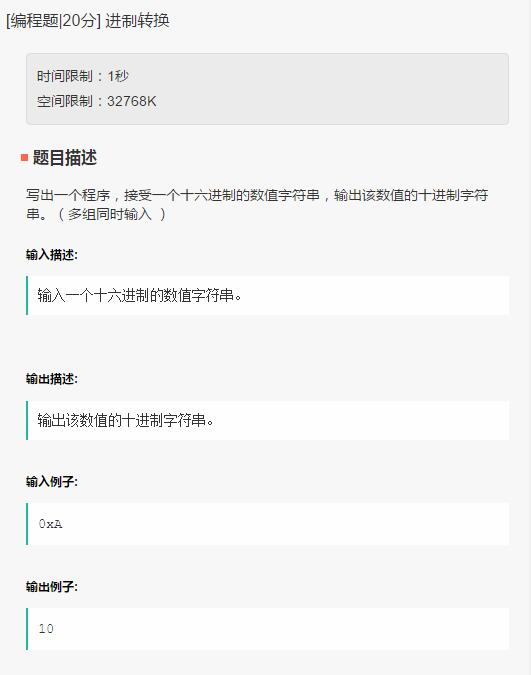 [编程题|20分] 进制转换
时间限制：1秒
空间限制：32768K
题目描述
写出一个程序，接受一个十六进制的数值字符串，输出该数值的十进制字符
串。（多组同时输入 ）
输入描述:
输入一个十六进制的数值字符串。
输出描述:
输出该数值的十进制字符串。
输入例子:
0xA
输出例子:
10